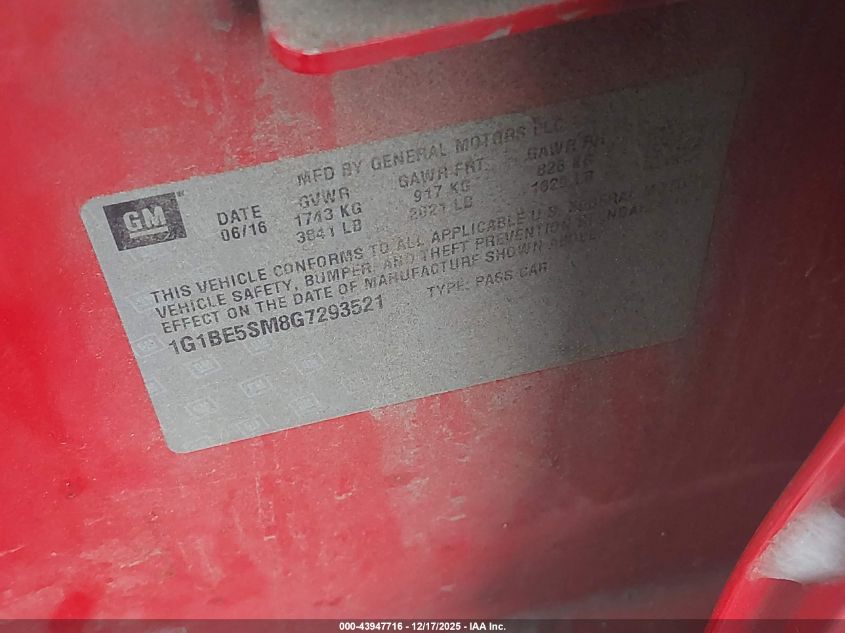 GM
MFD BY GENERAL MOTORS LLC
DATE GVWR GAWR FRT GAWR RR
06/16 1743 KG 917 KG 826 KG
3841 LB 2021 LB LB
THIS VEHICLE CONFORMS TO ALL APPLICABLE U.S. FEDERAL MOTOR
VEHICLE SAFETY, BUMPER, AND THEFT PREVENTION STANDARDS IN
EFFECT ON THE DATE OF MANUFACTURE SHOWN ABOVE.
1G1BE5SM8G7293521 TYPE: PASS CAR
000-43947716 - 12/17/2025 - IAA Inc.